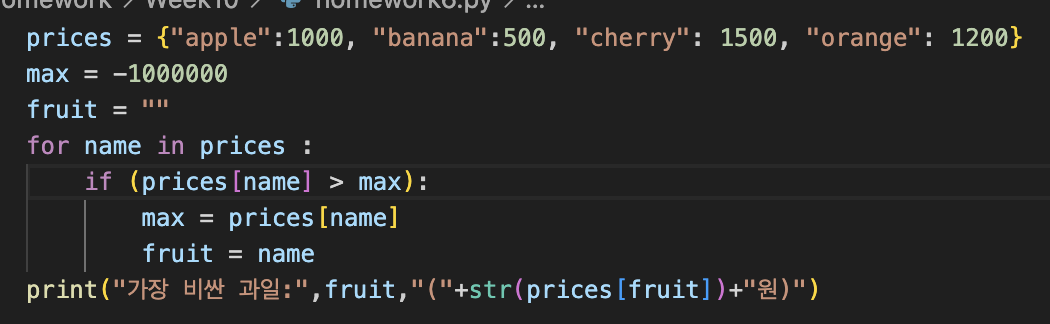 omework > Week10 > homework6.py > ...
prices = {"apple":1000, "banana":500, "cherry": 1500, "orange": 1200}
max = -1000000
fruit = ""
for name in prices :
    if (prices[name] > max):
        max = prices[name]
        fruit = name
print("가장 비싼 과일:",fruit,"("+str(prices[fruit])+"원)")